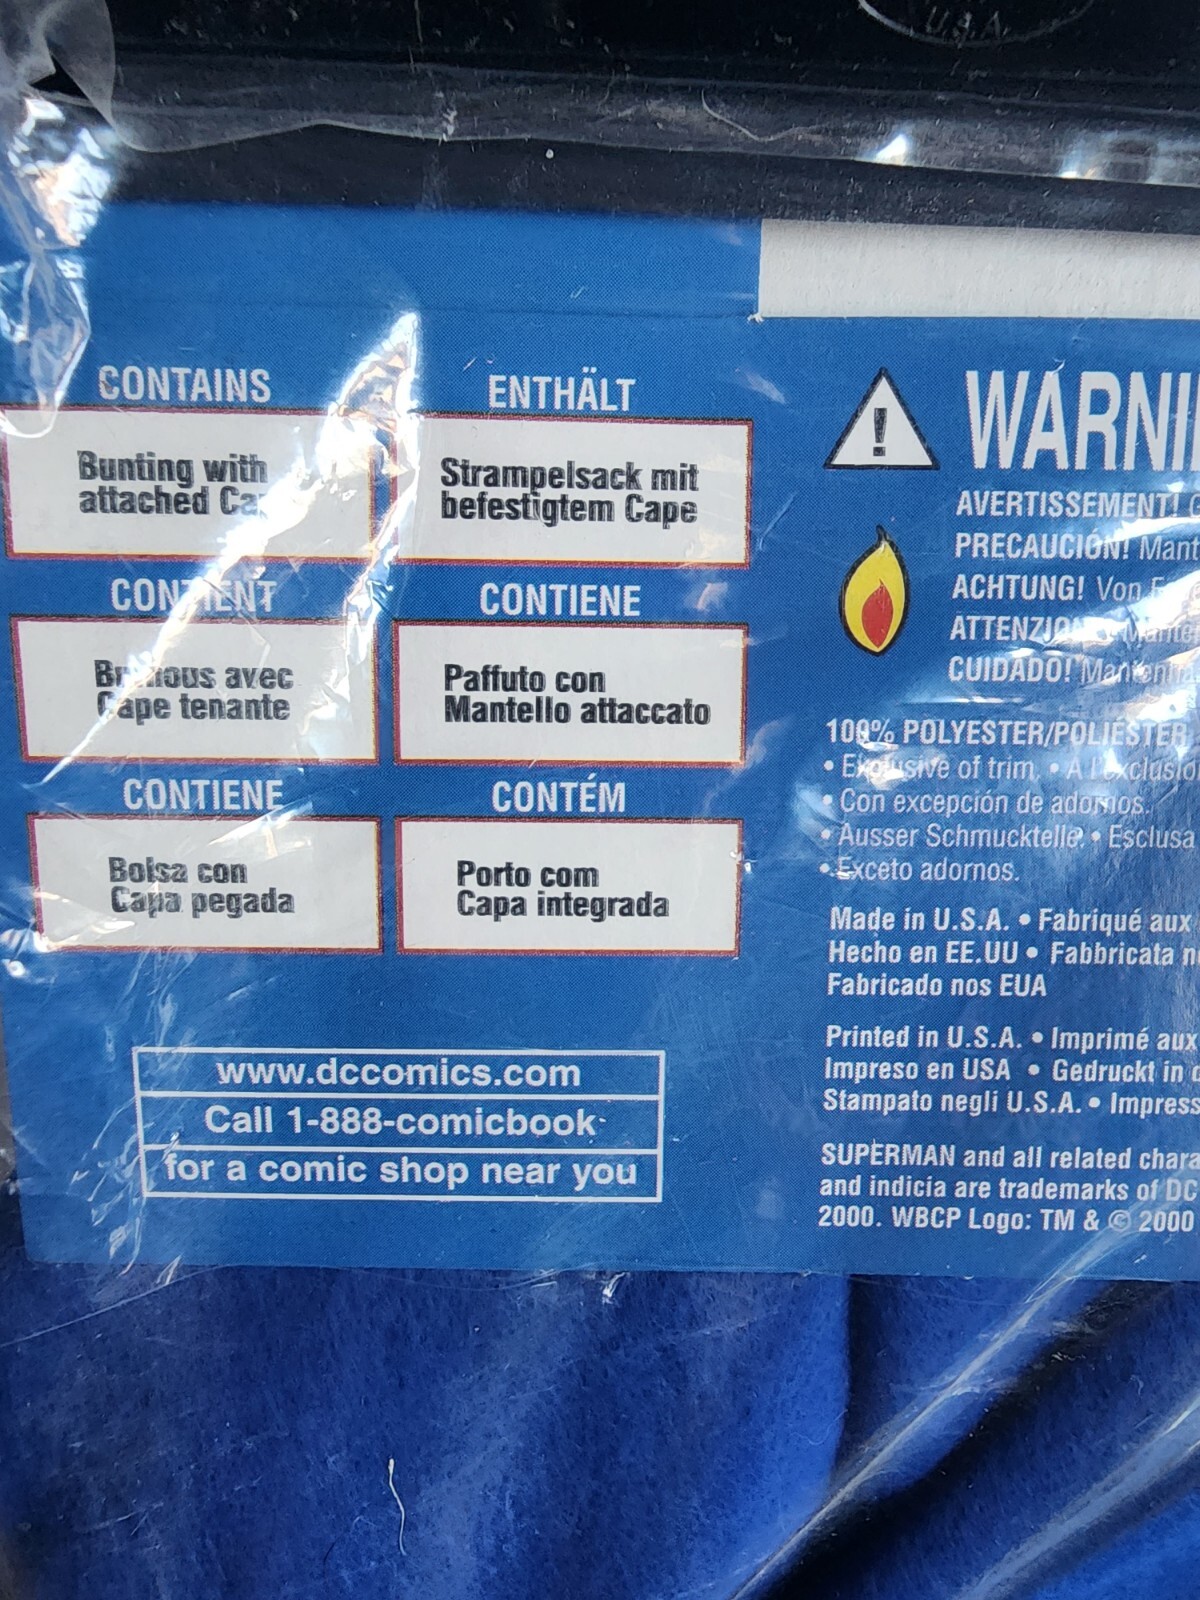 U.S.A.
CONTAINS
Bunting with
attached
ENTHÄLT
Strampelsack mit
befestigtem Cape
avec
Cape tenante
CONTIENE
Paffuto con
Mantello attaccato
CONTIENE
Bolsa con
Capa pegada
CONTÉM
Porto com
Capa integrada
www.dccomics.com
Call 1-888-comicbook
for a comic shop near you
AVERTISSEMENT!
PRECAUCIÓN!
ACHTUNG! Von
CUIDADO!
100% POLYESTER/POLIÉSTER
• Exclusive of trim. • A l'exclusio
• Con excepción de adornos.
• Ausser Schmucktelle. • Esclusa
• Exceto adornos.
Made in U.S.A. • Fabriqué aux
Hecho en EE.UU • Fabbricata
Fabricado nos EUA
Printed in U.S.A. • Imprimé aux
Impreso en USA • Gedruckt in
Stampato negli U.S.A. • Impress
SUPERMAN and all related chara
and indicia are trademarks of DC
2000. WBCP Logo: TM & © 2000